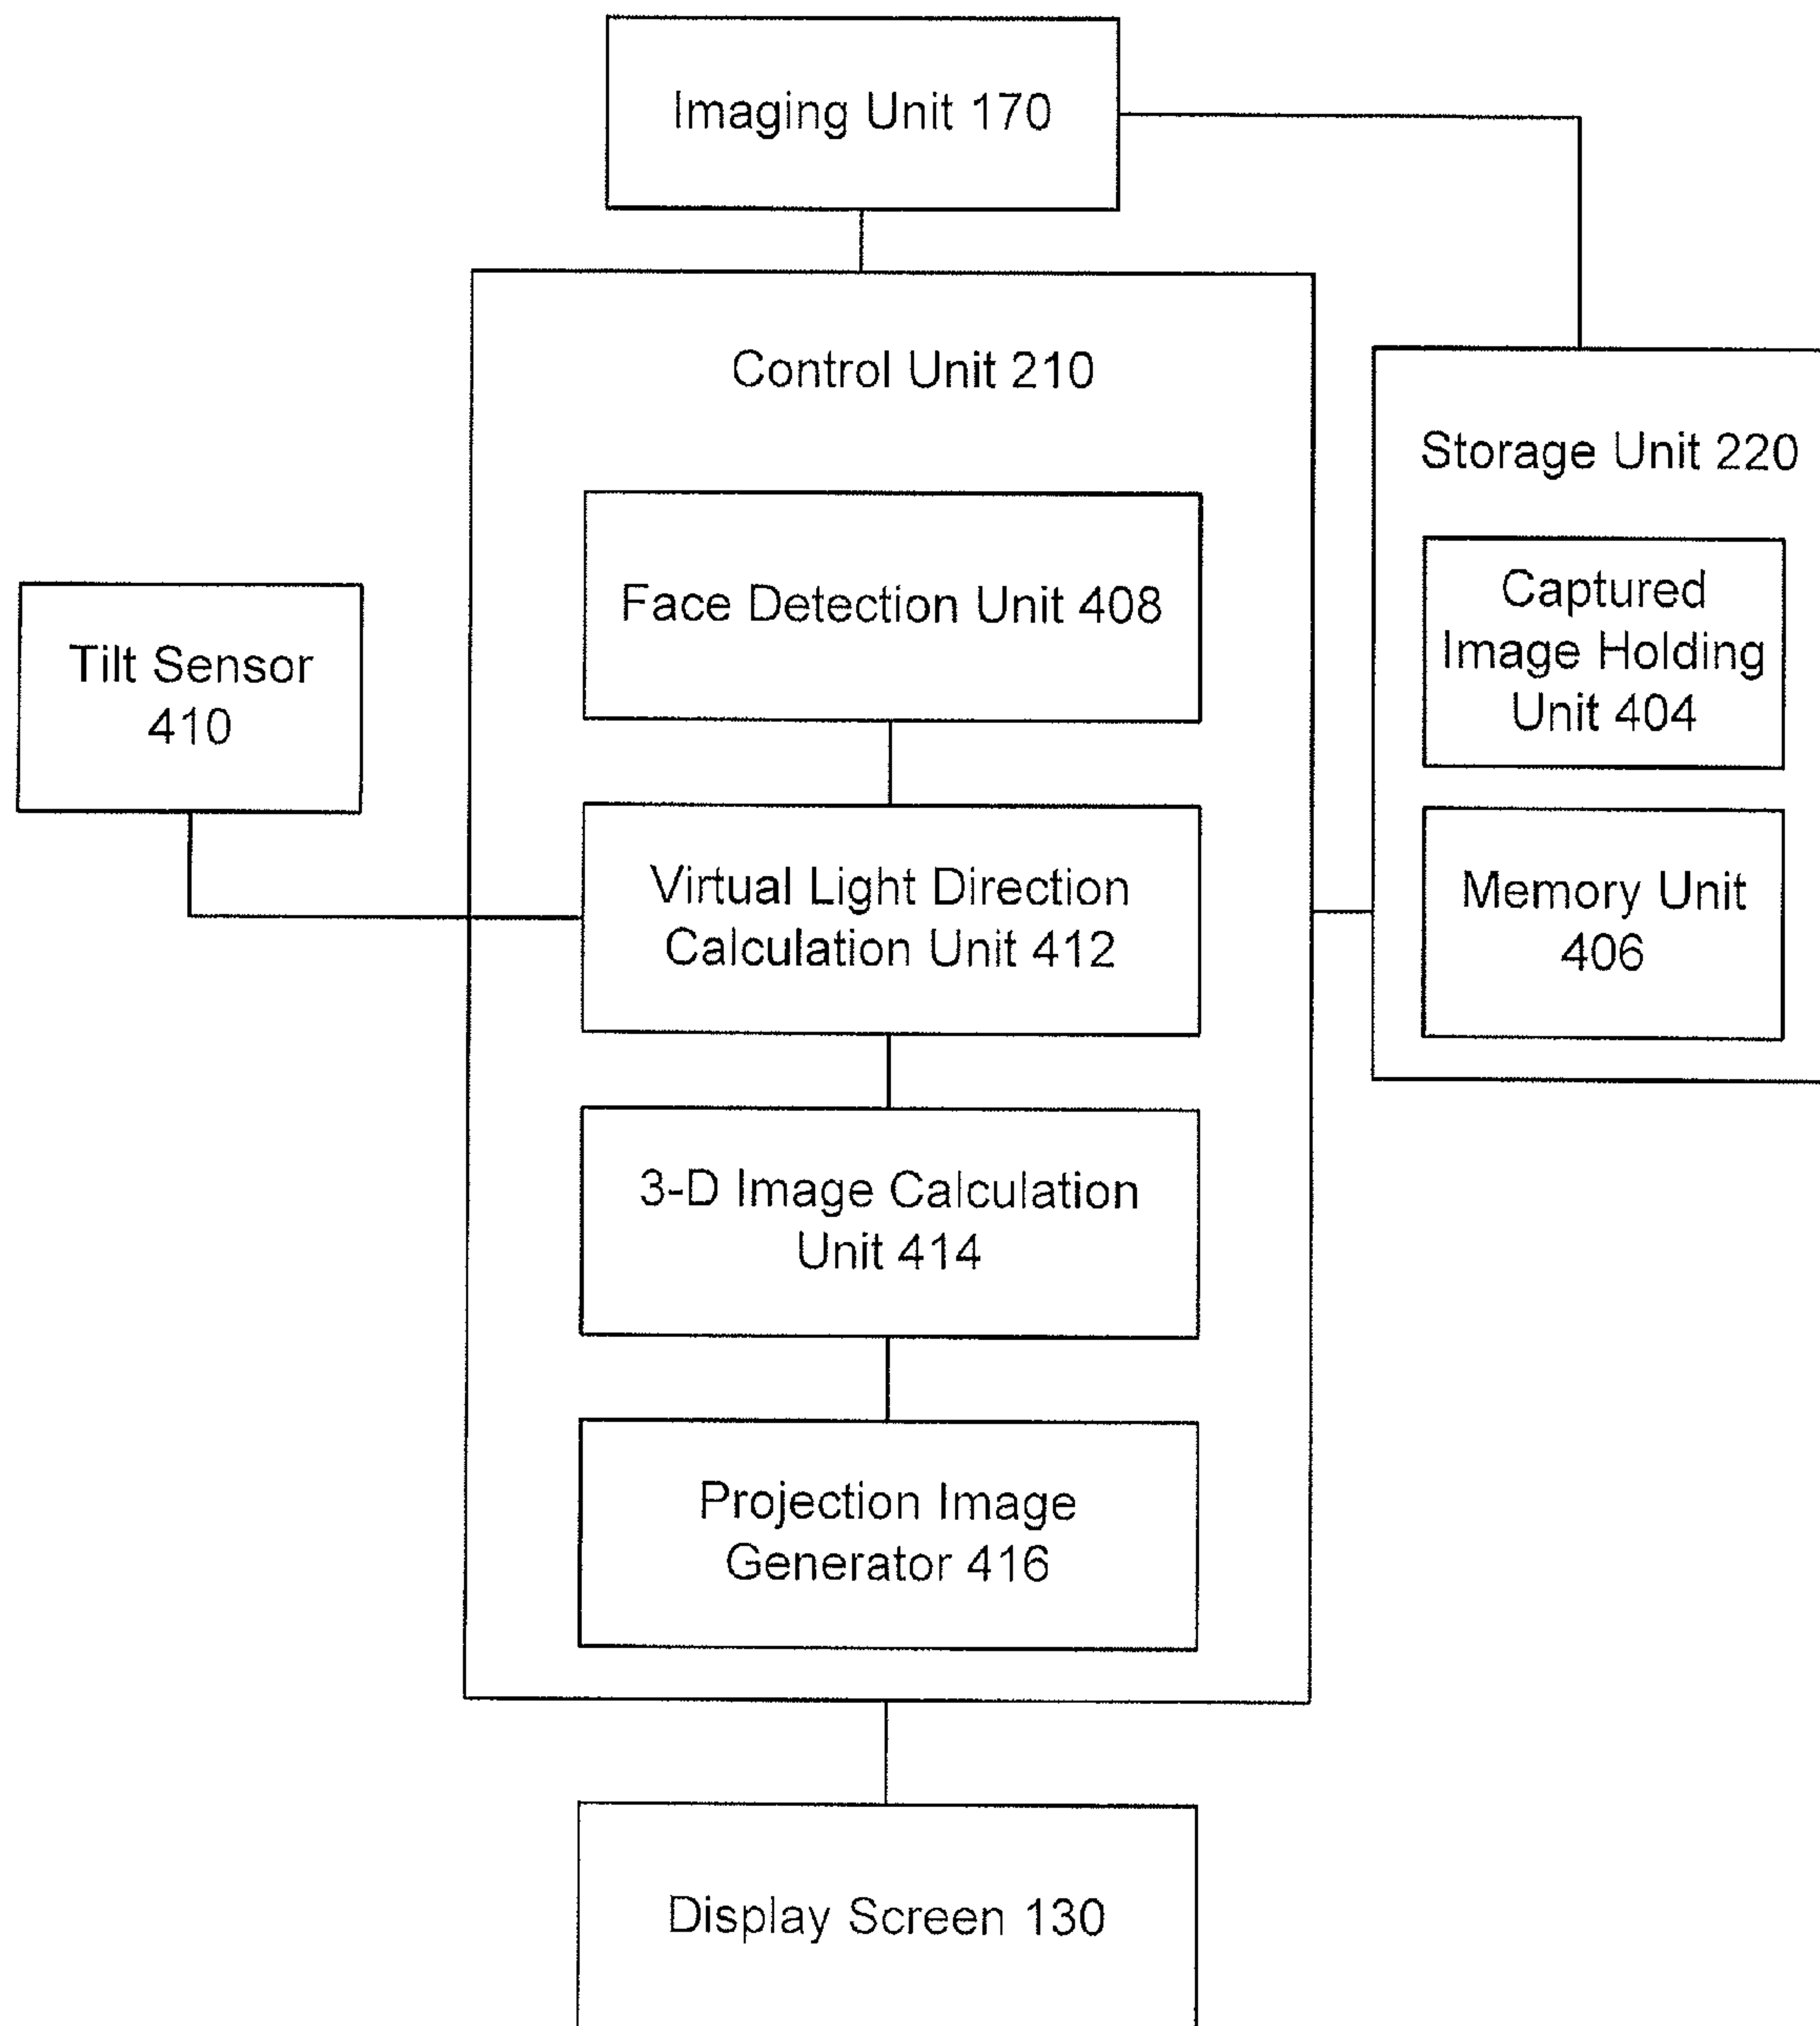 Imaging Unit 170
Control Unit 210
Storage Unit 220
Face Detection Unit 408
Captured
Image Holding
Unit 404
Tilt Sensor
410
Virtual Light Direction
Calculation Unit 412
Memory Unit
406
3-D Image Calculation
Unit 414
Projection Image
Generator 416
Display Screen 130